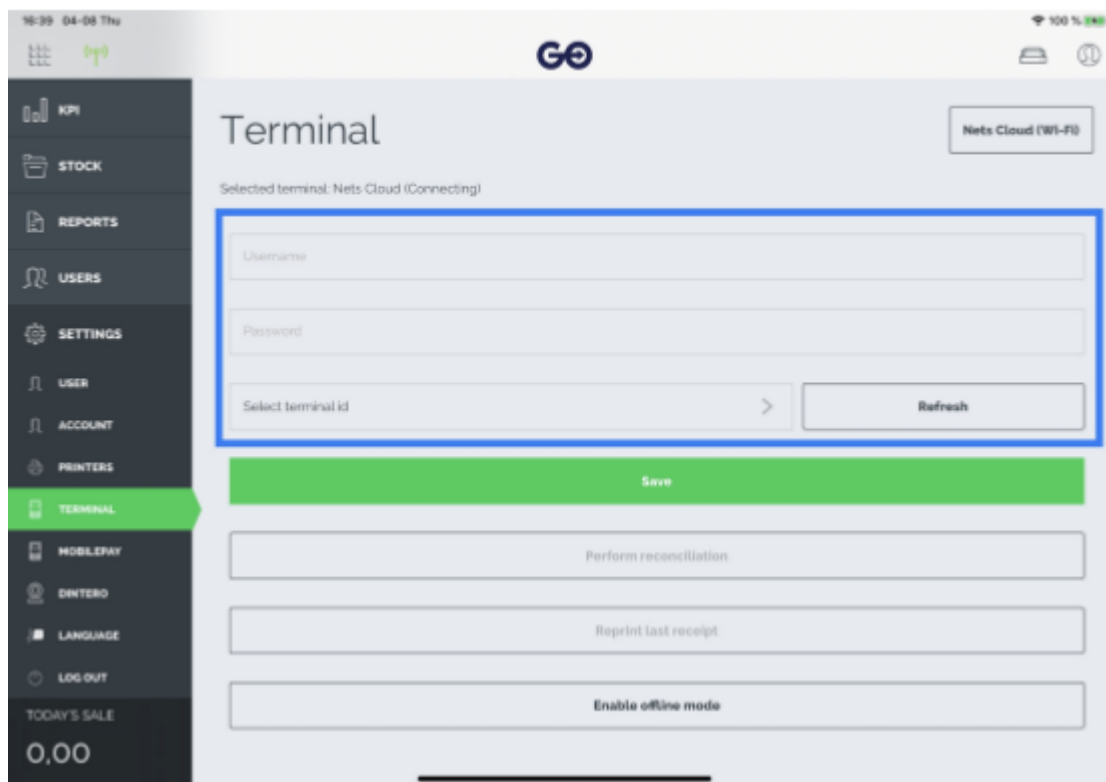 16:39 04-08 Thu
100 %
GO
KPI
STOCK
REPORTS
USERS
SETTINGS
USER
ACCOUNT
PRINTERS
TERMINAL
MOBILEPAY
DINTERO
LANGUAGE
LOG OUT
TODAY'S SALE
0,00
Terminal
Nets Cloud (Wi-Fi)
Selected terminal: Nets Cloud (Connecting)
Username
Password
Select terminal id
Refresh
Save
Perform reconciliation
Reprint last receipt
Enable offline mode